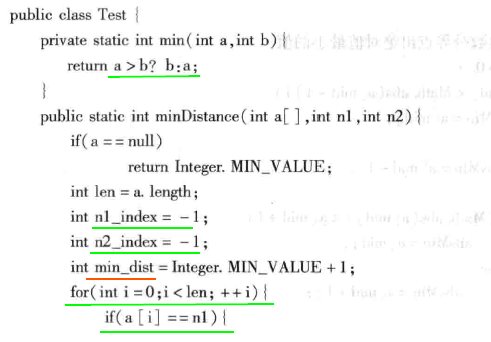 public class Test {
private static int min( int a,int b) {
return a >b? b:a;
}
public static int minDistance( int a[ ] ,int n1 ,int n2) {
if( a ==null)
return Integer. MIN_VALUE;
int len =a. length;
int n1_index = -1;
int n2_index = -1;
int min_dist =Integer. MIN_VALUE +1;
for( int i =0;i <len; ++i) {
if( a [ i] ==n1) {